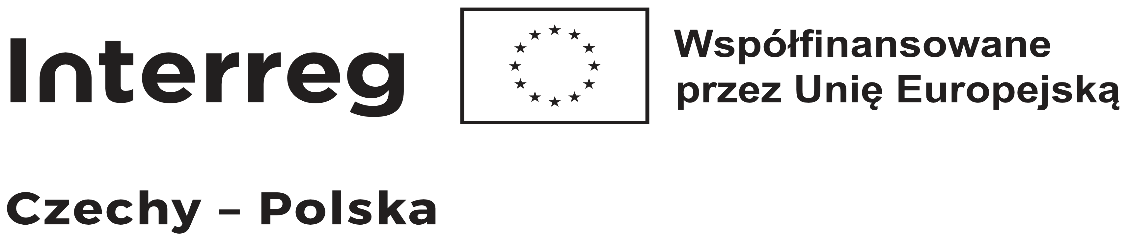 Interreg
Współfinansowane
przez Unię Europejską
Czechy – Polska